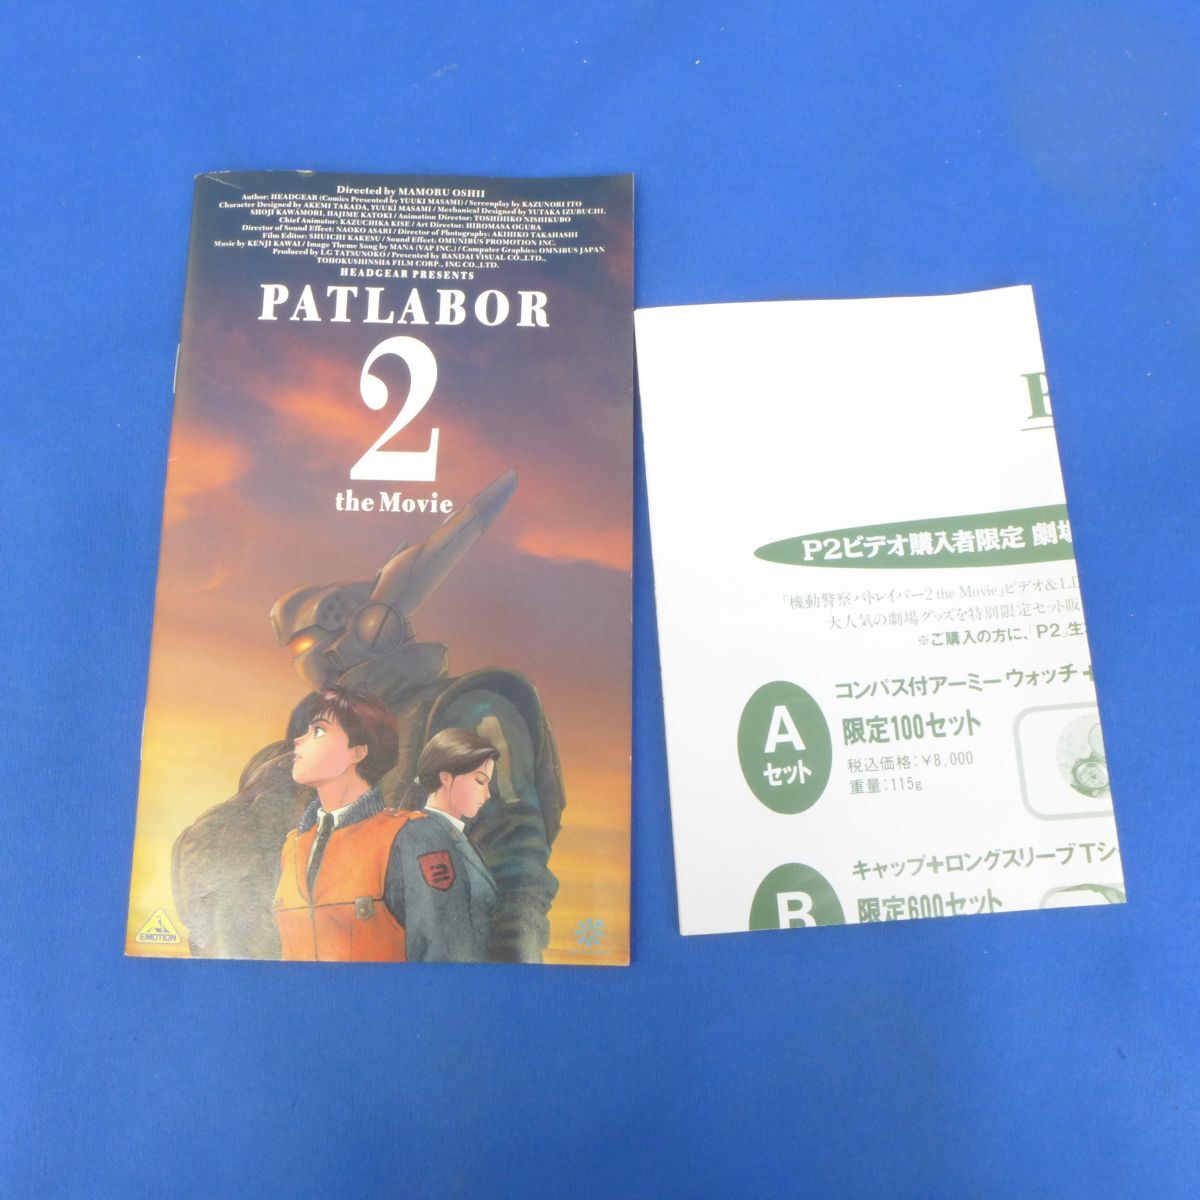 Directed by MAMORU OSHII
Author: HEADGEAR (Comics Presented by YUUKI MASAMI) / Screenplay by KAZUNORI ITO
Character Designed by AKEMI TAKADA, YUUKI MASAMI / Mechanical Designed by YUTAKA IZUBUCHI,
SHOJI KAWAMORI, HAJIME KATOKI / Animation Director: TOSHIHIKO NISHIKUBO
Chief Animator: KAZUCHIKA KISE / Art Director: HIROMASA OGURA
Director of Sound Effect: NAOKO ASARI / Director of Photography: AKIHIKO TAKAHASHI
Film Editor: SHUICHI KAKESU / Sound Effect: OMUNIBUS PROMOTION INC.
Music by KENJI KAWAI / Image Theme Song by MANA (VAP INC.) / Computer Graphics: OMNIBUS JAPAN
Produced by I.G TATSUNOKO / Presented by BANDAI VISUAL CO.,LTD.,
TOHOKUSHINSHA FILM CORP., ING CO.,LTD.
HEADGEAR PRESENTS
PATLABOR
2
the Movie
2
EMOTION
P
P2ビデオ購入者限定 劇場
「機動警察パトレイバー2 the Movie」ビデオ&LD
大人気の劇場グッズを特別限定セット販
※ご購入の方に、「P2」生
A
セット
コンパス付アーミーウォッチ+
限定100セット
税込価格:¥8,000
重量:115g
B
キャップ+ロングスリーブTシ
限定600セット